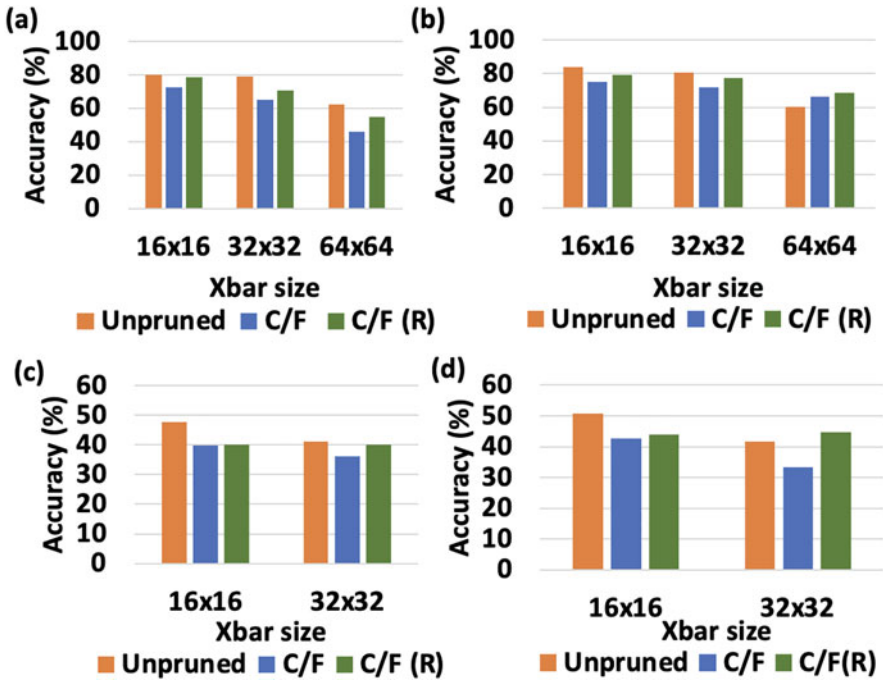 (a)
Accuracy (%)
100
80
60
40
20
0
16x16 32x32 64x64
Xbar size
Unpruned C/F C/F (R)
(b)
Accuracy (%)
100
80
60
40
20
0
16x16 32x32 64x64
Xbar size
Unpruned C/F C/F (R)
(c)
Accuracy (%)
60
50
40
30
20
10
0
16x16 32x32
Xbar size
Unpruned C/F C/F (R)
(d)
Accuracy (%)
60
50
40
30
20
10
0
16x16 32x32
Xbar size
Unpruned C/F C/F(R)